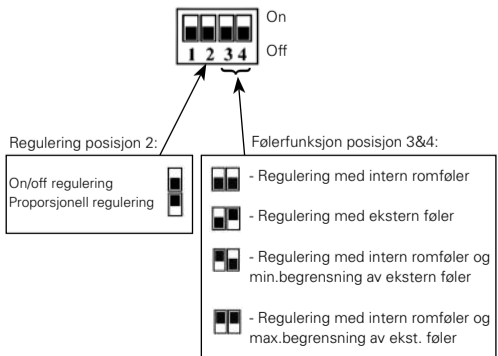 On
Off
1 2 3 4
Regulering posisjon 2:
On/off regulering
Proporsjonell regulering
Følerfunksjon posisjon 3&4:
- Regulering med intern romføler
- Regulering med ekstern føler
- Regulering med intern romføler og
min.begrensning av ekstern føler
- Regulering med intern romføler og
max.begrensning av ekst. føler